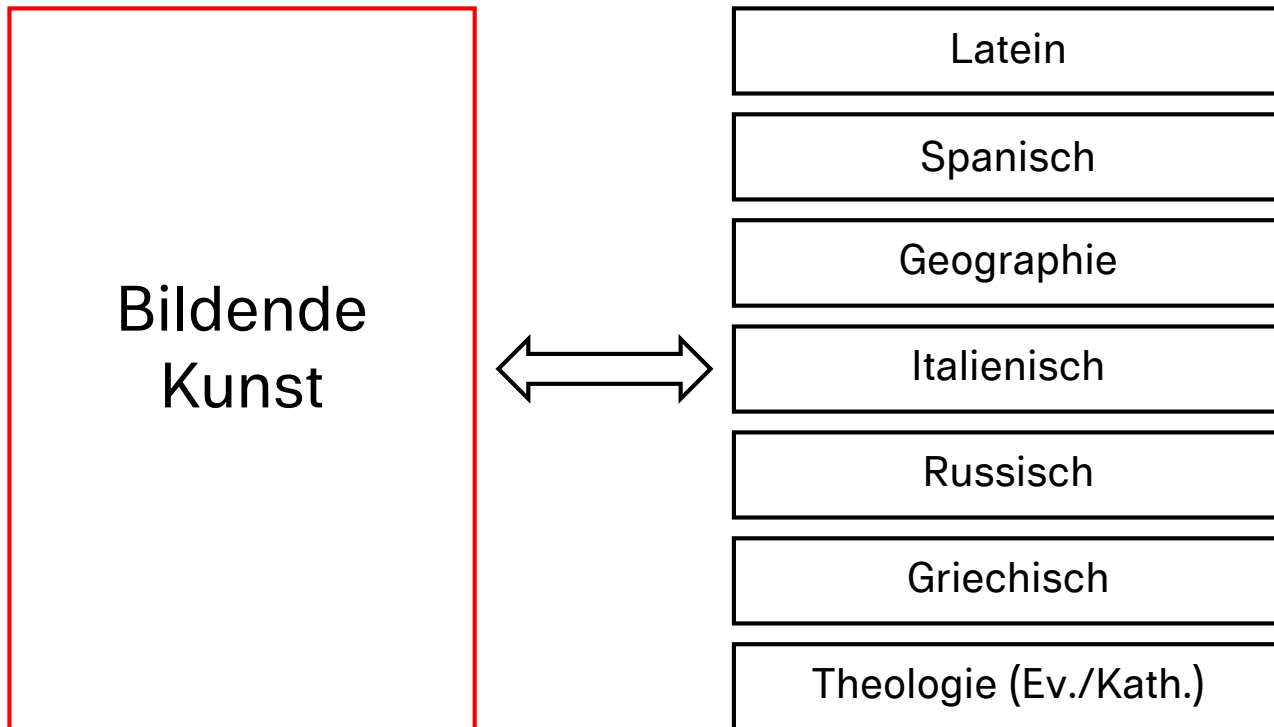 Bildende
Kunst
Latein
Spanisch
Geographie
Italienisch
Russisch
Griechisch
Theologie (Ev./Kath.)